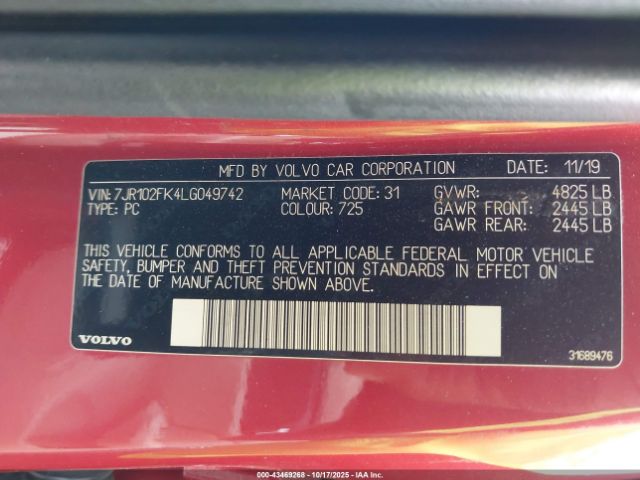 MFD BY VOLVO CAR CORPORATION DATE: 11/19
VIN: 7JR102FK4LG049742 MARKET CODE: 31 GVWR: 4825 LB
TYPE: PC COLOUR: 725 GAWR FRONT: 2445 LB
GAWR REAR: 2445 LB
THIS VEHICLE CONFORMS TO ALL APPLICABLE FEDERAL MOTOR VEHICLE
SAFETY, BUMPER AND THEFT PREVENTION STANDARDS IN EFFECT ON
THE DATE OF MANUFACTURE SHOWN ABOVE.
VOLVO
31689476
000-43469268 - 10/17/2025 - IAA Inc.